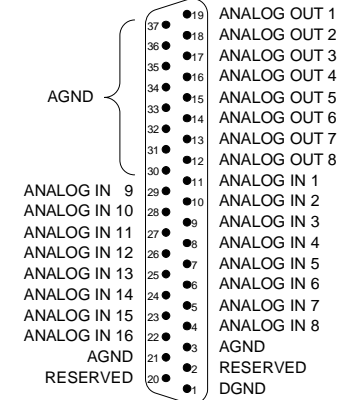 19 ANALOG OUT 1
37
18 ANALOG OUT 2
36
17 ANALOG OUT 3
35
16 ANALOG OUT 4
34
AGND
15 ANALOG OUT 5
33
14 ANALOG OUT 6
32
13 ANALOG OUT 7
31
12 ANALOG OUT 8
30
11 ANALOG IN 1
ANALOG IN 9 29
10 ANALOG IN 2
ANALOG IN 10 28
9 ANALOG IN 3
ANALOG IN 11 27
8 ANALOG IN 4
ANALOG IN 12 26
7 ANALOG IN 5
ANALOG IN 13 25
6 ANALOG IN 6
ANALOG IN 14 24
5 ANALOG IN 7
ANALOG IN 15 23
4 ANALOG IN 8
ANALOG IN 16 22
3 AGND
AGND 21
2 RESERVED
RESERVED 20
1 DGND